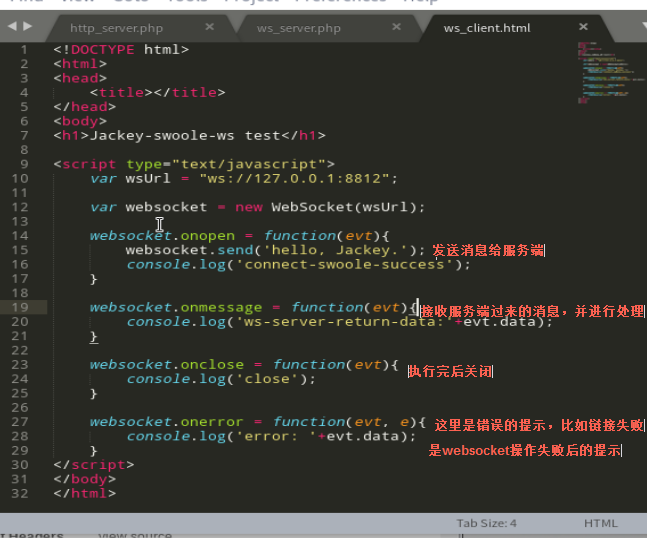 http_server.php ws_server.php ws_client.html
1 <!DOCTYPE html>
2 <html>
3 <head>
4 <title></title>
5 </head>
6 <body>
7 <h1>Jackey-swoole-ws test</h1>
8
9 <script type="text/javascript">
10 var wsUrl = "ws://127.0.0.1:8812";
11
12 var websocket = new WebSocket(wsUrl);
13
14 websocket.onopen = function(evt){
15 websocket.send('hello, Jackey.'); 发送消息给服务端
16 console.log('connect-swoole-success');
17 }
18
19 websocket.onmessage = function(evt){ 接收服务端过来的消息，并进行处理
20 console.log('ws-server-return-data:'+evt.data);
21 }
22
23 websocket.onclose = function(evt){ 执行完后关闭
24 console.log('close');
25 }
26
27 websocket.onerror = function(evt, e){ 这里是错误的提示，比如链接失败
28 console.log('error: '+evt.data); 是websocket操作失败后的提示
29 }
30 </script>
31 </body>
32 </html>
Tab Size: 4 HTML